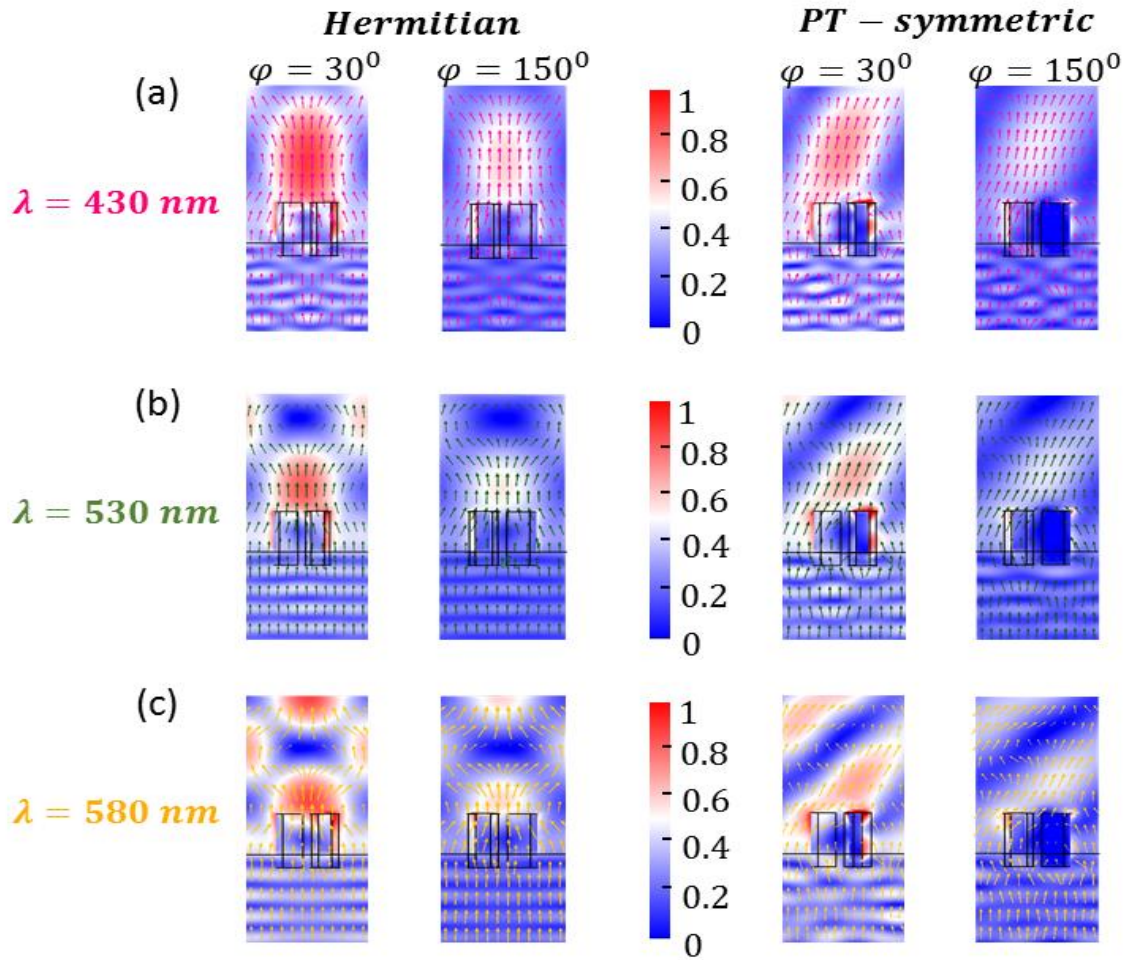 Hermitian
PT − symmetric
φ = 30⁰
φ = 150⁰
φ = 30⁰
φ = 150⁰
(a)
λ = 430 nm
1
0.8
0.6
0.4
0.2
0
(b)
λ = 530 nm
1
0.8
0.6
0.4
0.2
0
(c)
λ = 580 nm
1
0.8
0.6
0.4
0.2
0